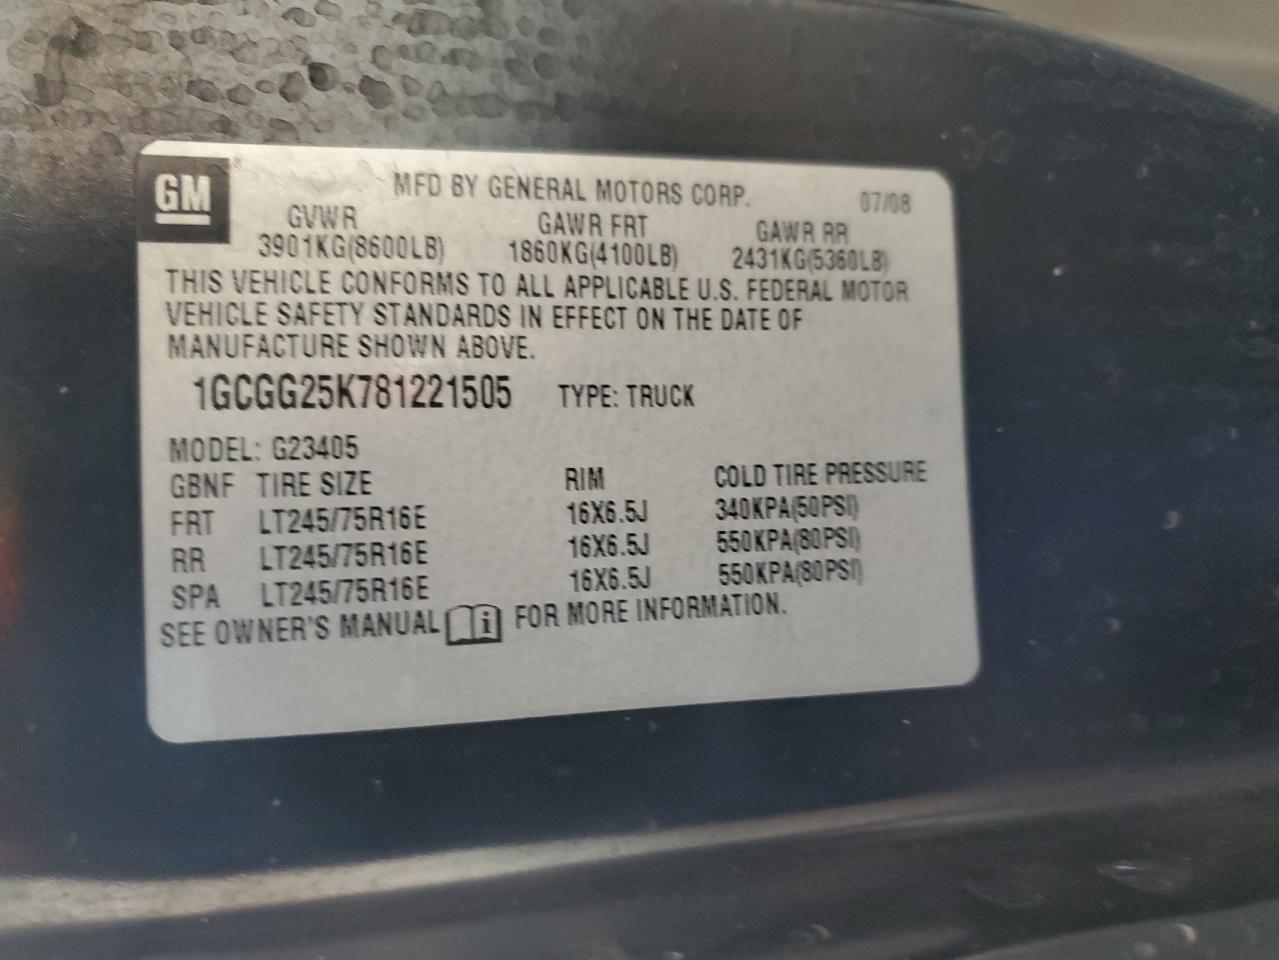 GM®
MFD BY GENERAL MOTORS CORP. 07/08
GVWR GAWR FRT GAWR RR
3901KG(8600LB) 1860KG(4100LB) 2431KG(5360LB)
THIS VEHICLE CONFORMS TO ALL APPLICABLE U.S. FEDERAL MOTOR
VEHICLE SAFETY STANDARDS IN EFFECT ON THE DATE OF
MANUFACTURE SHOWN ABOVE.
1GCGG25K781221505 TYPE: TRUCK
MODEL: G23405
GBNF TIRE SIZE RIM COLD TIRE PRESSURE
FRT LT245/75R16E 16X6.5J 340KPA(50PSI)
RR LT245/75R16E 16X6.5J 550KPA(80PSI)
SPA LT245/75R16E 16X6.5J 550KPA(80PSI)
SEE OWNER'S MANUAL i FOR MORE INFORMATION.